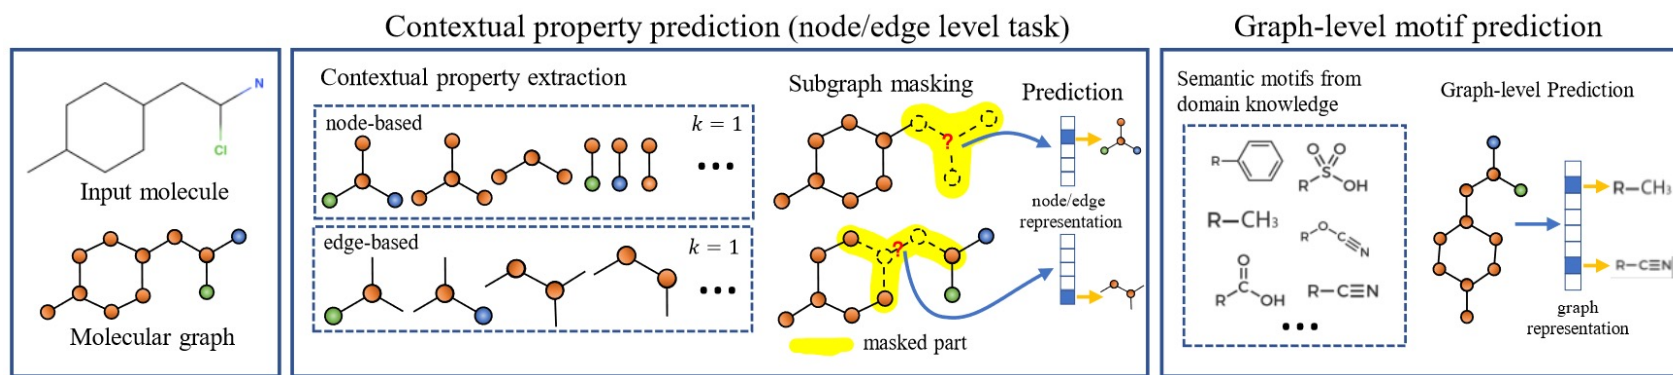 Contextual property prediction (node/edge level task)
Graph-level motif prediction
N
Cl
Input molecule
Molecular graph
Contextual property extraction
node-based
k = 1
•••
edge-based
k = 1
•••
Subgraph masking
?
?
masked part
Prediction
node/edge
representation
Semantic motifs from
domain knowledge
R
O O
S
R OH
R—CH₃
R O
N
O
R OH
R—C≡N
•••
Graph-level Prediction
R—CH₃
R—C≡N
graph
representation